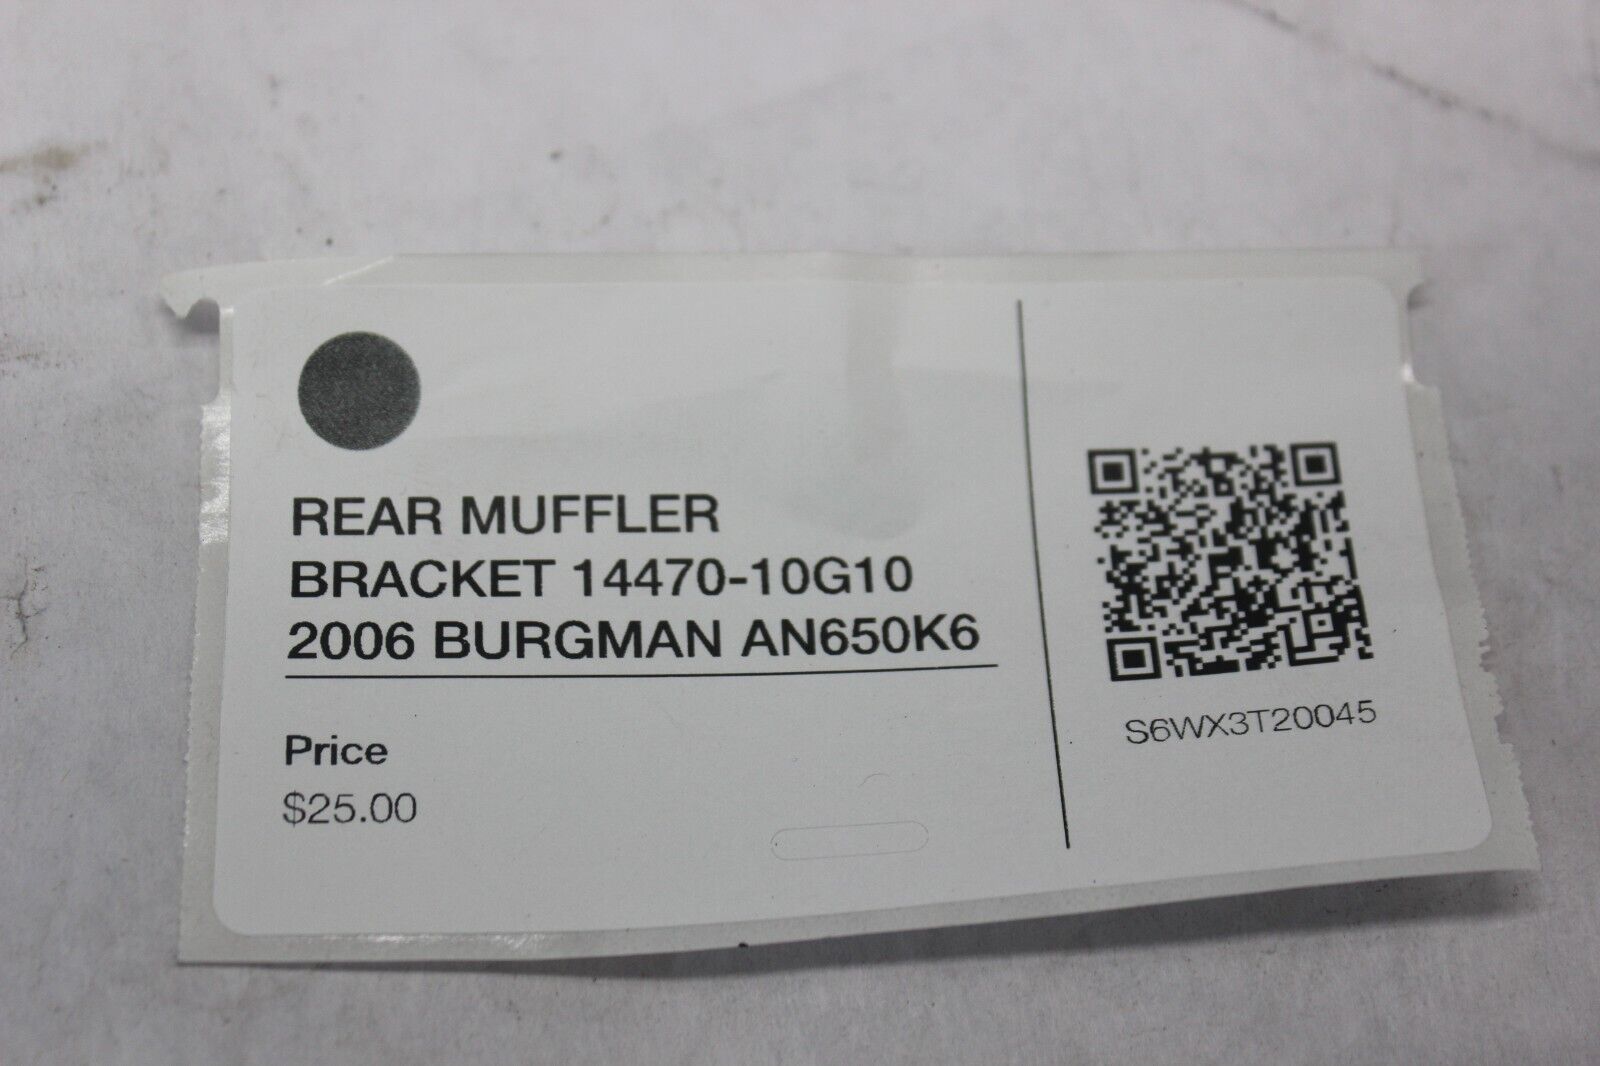 REAR MUFFLER
BRACKET 14470-10G10
2006 BURGMAN AN650K6
Price
$25.00
S6WX3T20045